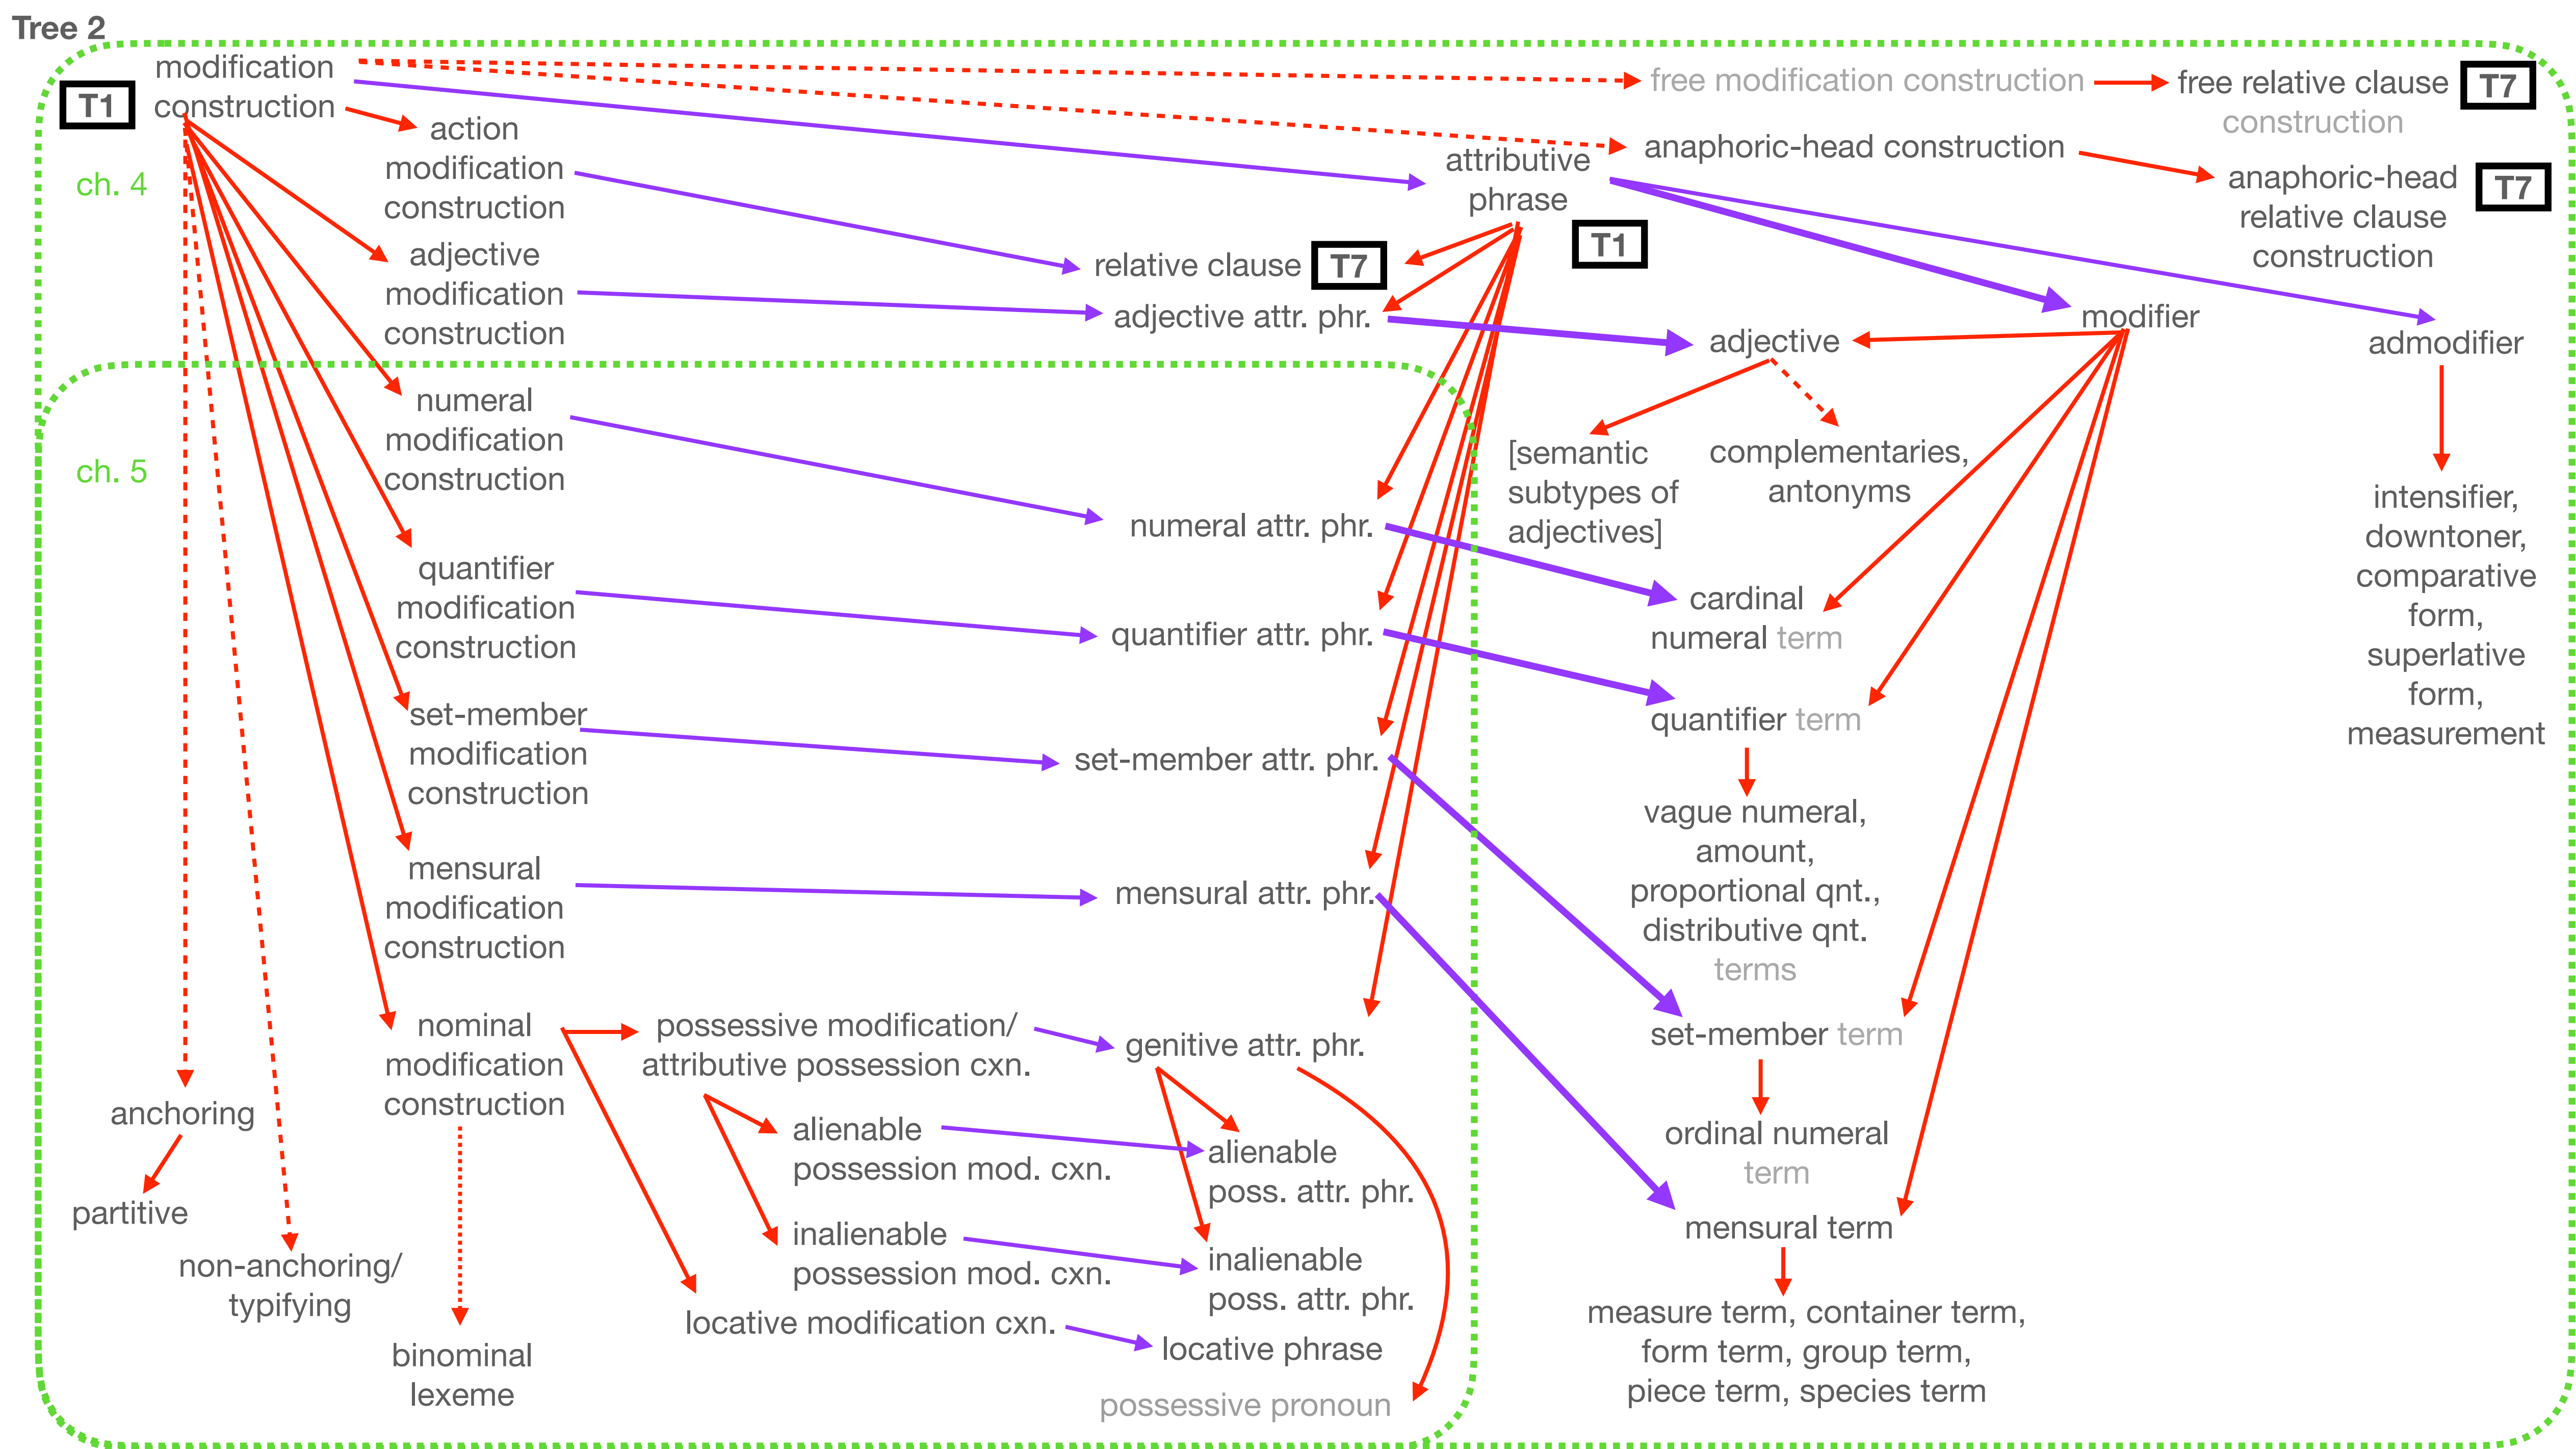 Tree 2
modification
construction
T1
ch. 4
action
modification
construction
adjective
modification
construction
ch. 5
numeral
modification
construction
quantifier
modification
construction
set-member
modification
construction
mensural
modification
construction
nominal
modification
construction
anchoring
partitive
non-anchoring/
typifying
binominal
lexeme
possessive modification/
attributive possession cxn.
alienable
possession mod. cxn.
inalienable
possession mod. cxn.
locative modification cxn.
attributive
phrase
T1
relative clause
T7
adjective attr. phr.
numeral attr. phr.
quantifier attr. phr.
set-member attr. phr.
mensural attr. phr.
genitive attr. phr.
alienable
poss. attr. phr.
inalienable
poss. attr. phr.
locative phrase
possessive pronoun
free modification construction
free relative clause
construction
T7
anaphoric-head construction
anaphoric-head
relative clause
construction
T7
modifier
admodifier
adjective
[semantic
subtypes of
adjectives]
complementaries,
antonyms
cardinal
numeral term
quantifier term
vague numeral,
amount,
proportional qnt.,
distributive qnt.
terms
set-member term
ordinal numeral
term
mensural term
measure term, container term,
form term, group term,
piece term, species term
intensifier,
downtoner,
comparative
form,
superlative
form,
measurement